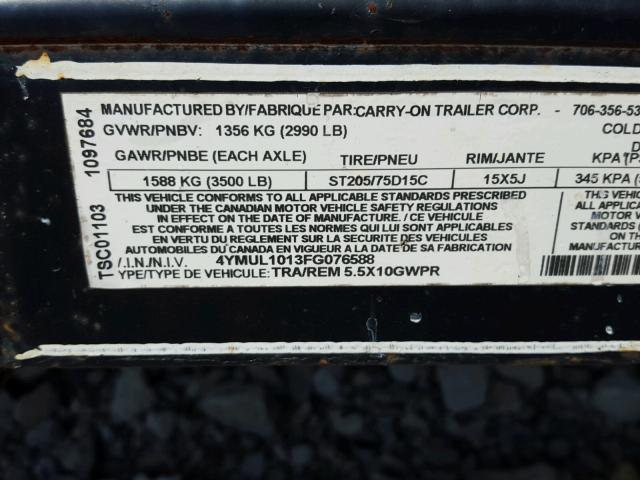 MANUFACTURED BY/FABRIQUE PAR: CARRY-ON TRAILER CORP. - 706-356-53
GVWR/PNBV: 1356 KG (2990 LB) COLD
GAWR/PNBE (EACH AXLE) TIRE/PNEU RIM/JANTE KPA
1588 KG (3500 LB) ST205/75D15C 15X5J 345 KPA
THIS VEHICLE CONFORMS TO ALL APPLICABLE STANDARDS PRESCRIBED THIS VEH
UNDER THE CANADIAN MOTOR VEHICLE SAFETY REGULATIONS APPLICABLE
IN EFFECT ON THE DATE OF MANUFACTURE / CE VEHICULE MOTOR
EST CONFORME A TOUTES LES NORMES QUI LUI SONT APPLICABLES
EN VERTU DU REGLEMENT SUR LA SECURITE DES VEHICULES
AUTOMOBILES DU CANADA EN VIGUEUR A LA DATE DE SA FABRICATION
.I.N./N.I.V. 4YMUL1013FG076588
YPE/TYPE DE VEHICULE: TRA/REM 5.5X10GWPR
TSC01103 1097684